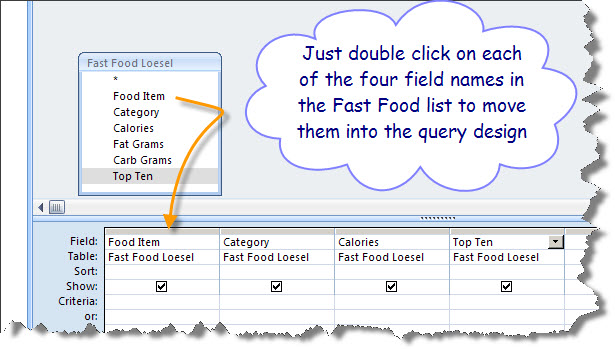 Just double click on each
of the four field names in
the Fast Food list to move
them into the query design
Fast Food Loesel
*
Food Item
Category
Calories
Fat Grams
Carb Grams
Top Ten
Field: Food Item Category Calories Top Ten
Table: Fast Food Loesel Fast Food Loesel Fast Food Loesel Fast Food Loesel
Sort:
Show:
Criteria:
or: